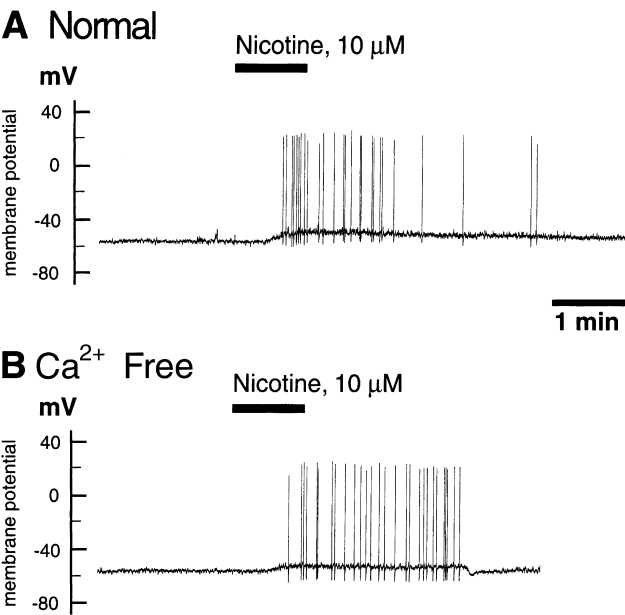 A Normal
Nicotine, 10 µM
mV
membrane potential
40
0
-40
-80
1 min
B Ca2+ Free
Nicotine, 10 µM
mV
membrane potential
40
0
-40
-80